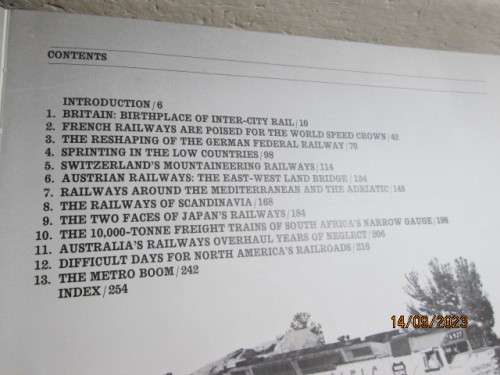 CONTENTS
INTRODUCTION/6
1. BRITAIN: BIRTHPLACE OF INTER-CITY RAIL/10
2. FRENCH RAILWAYS ARE POISED FOR THE WORLD SPEED CROWN/42
3. THE RESHAPING OF THE GERMAN FEDERAL RAILWAY/70
4. SPRINTING IN THE LOW COUNTRIES/98
5. SWITZERLAND'S MOUNTAINEERING RAILWAYS/114
6. AUSTRIAN RAILWAYS: THE EAST-WEST LAND BRIDGE/134
7. RAILWAYS AROUND THE MEDITERRANEAN AND THE ADRIATIC/148
8. THE RAILWAYS OF SCANDINAVIA/168
9. THE TWO FACES OF JAPAN'S RAILWAYS/184
10. THE 10,000-TONNE FREIGHT TRAINS OF SOUTH AFRICA'S NARROW GAUGE/198
11. AUSTRALIA'S RAILWAYS OVERHAUL YEARS OF NEGLECT/206
12. DIFFICULT DAYS FOR NORTH AMERICA'S RAILROADS/216
13. THE METRO BOOM/242
INDEX/254
14/09/2023